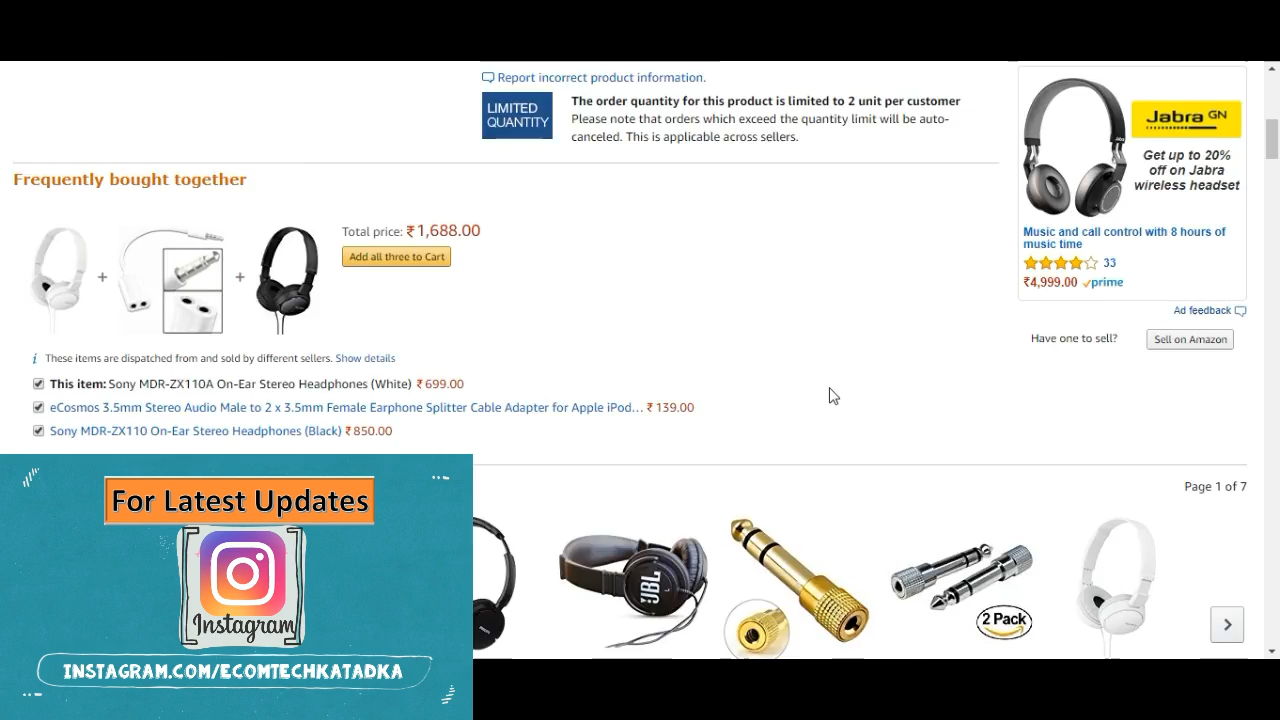 Report incorrect product information.
LIMITED
QUANTITY
The order quantity for this product is limited to 2 unit per customer
Please note that orders which exceed the quantity limit will be auto-
canceled. This is applicable across sellers.
Jabra GN
Get up to 20%
off on Jabra
wireless headset
Music and call control with 8 hours of
music time
33
₹4,999.00 prime
Ad feedback
Have one to sell? Sell on Amazon
Frequently bought together
+ +
Total price: ₹1,688.00
Add all three to Cart
i These items are dispatched from and sold by different sellers. Show details
This item: Sony MDR-ZX110A On-Ear Stereo Headphones (White) ₹699.00
eCosmos 3.5mm Stereo Audio Male to 2 x 3.5mm Female Earphone Splitter Cable Adapter for Apple iPod... ₹139.00
Sony MDR-ZX110 On-Ear Stereo Headphones (Black) ₹850.00
Page 1 of 7
JBL
2 Pack
For Latest Updates
Instagram
INSTAGRAM.COM/ECOMTECHKATADKA